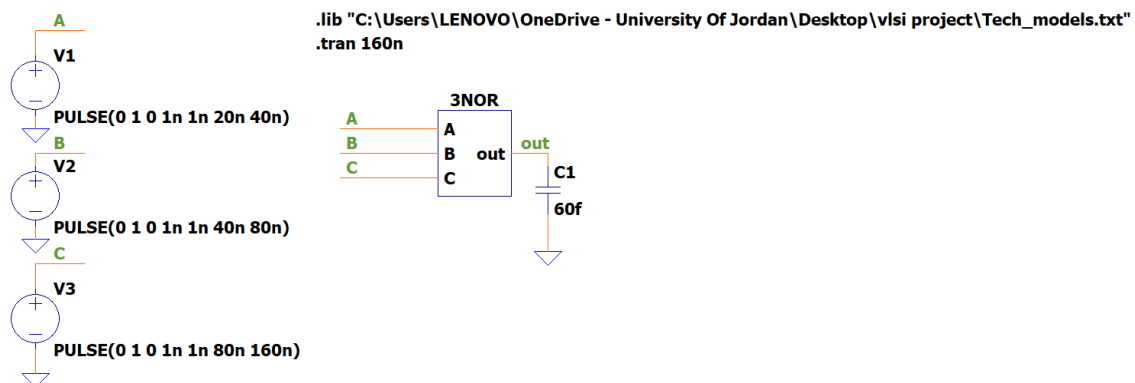 A
V1
PULSE(0 1 0 1n 1n 20n 40n)
B
V2
PULSE(0 1 0 1n 1n 40n 80n)
C
V3
PULSE(0 1 0 1n 1n 80n 160n)
.lib "C:\Users\LENOVO\OneDrive - University Of Jordan\Desktop\vlsi project\Tech_models.txt"
.tran 160n
3NOR
A
B
C
A
B
C
out
out
C1
60f